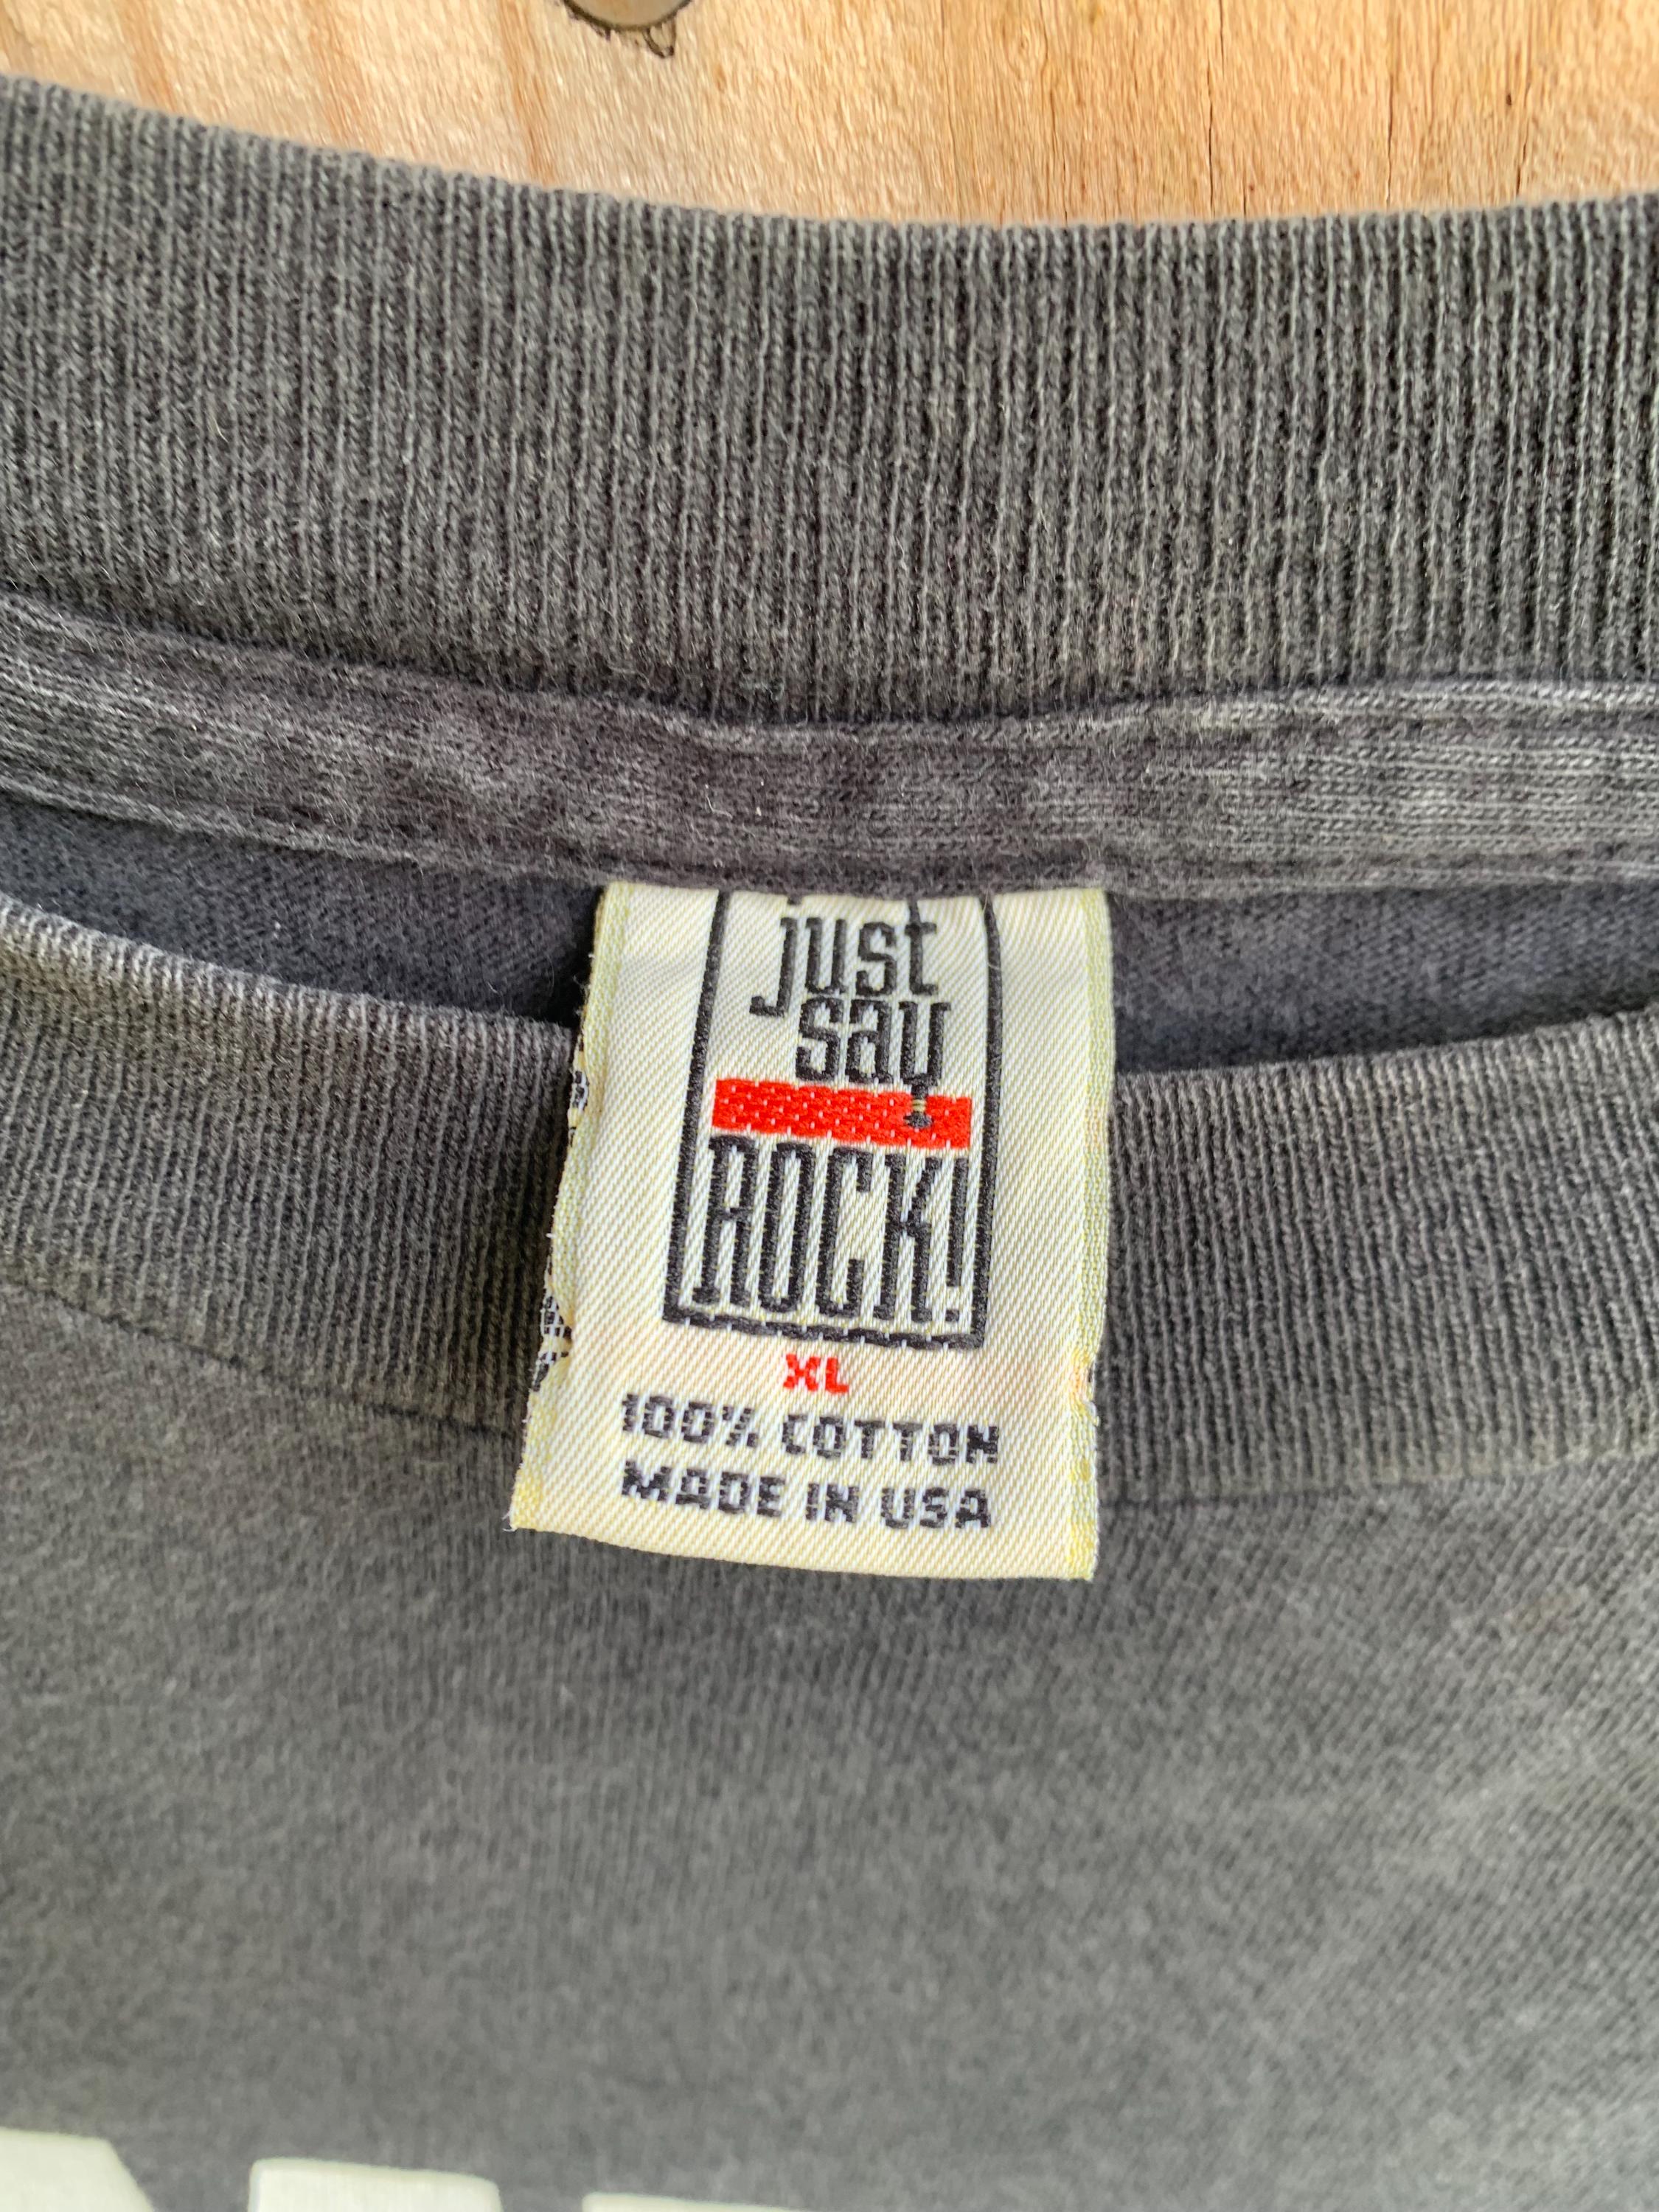 just
say
ROCK!
XL
100% COTTON
MADE IN USA